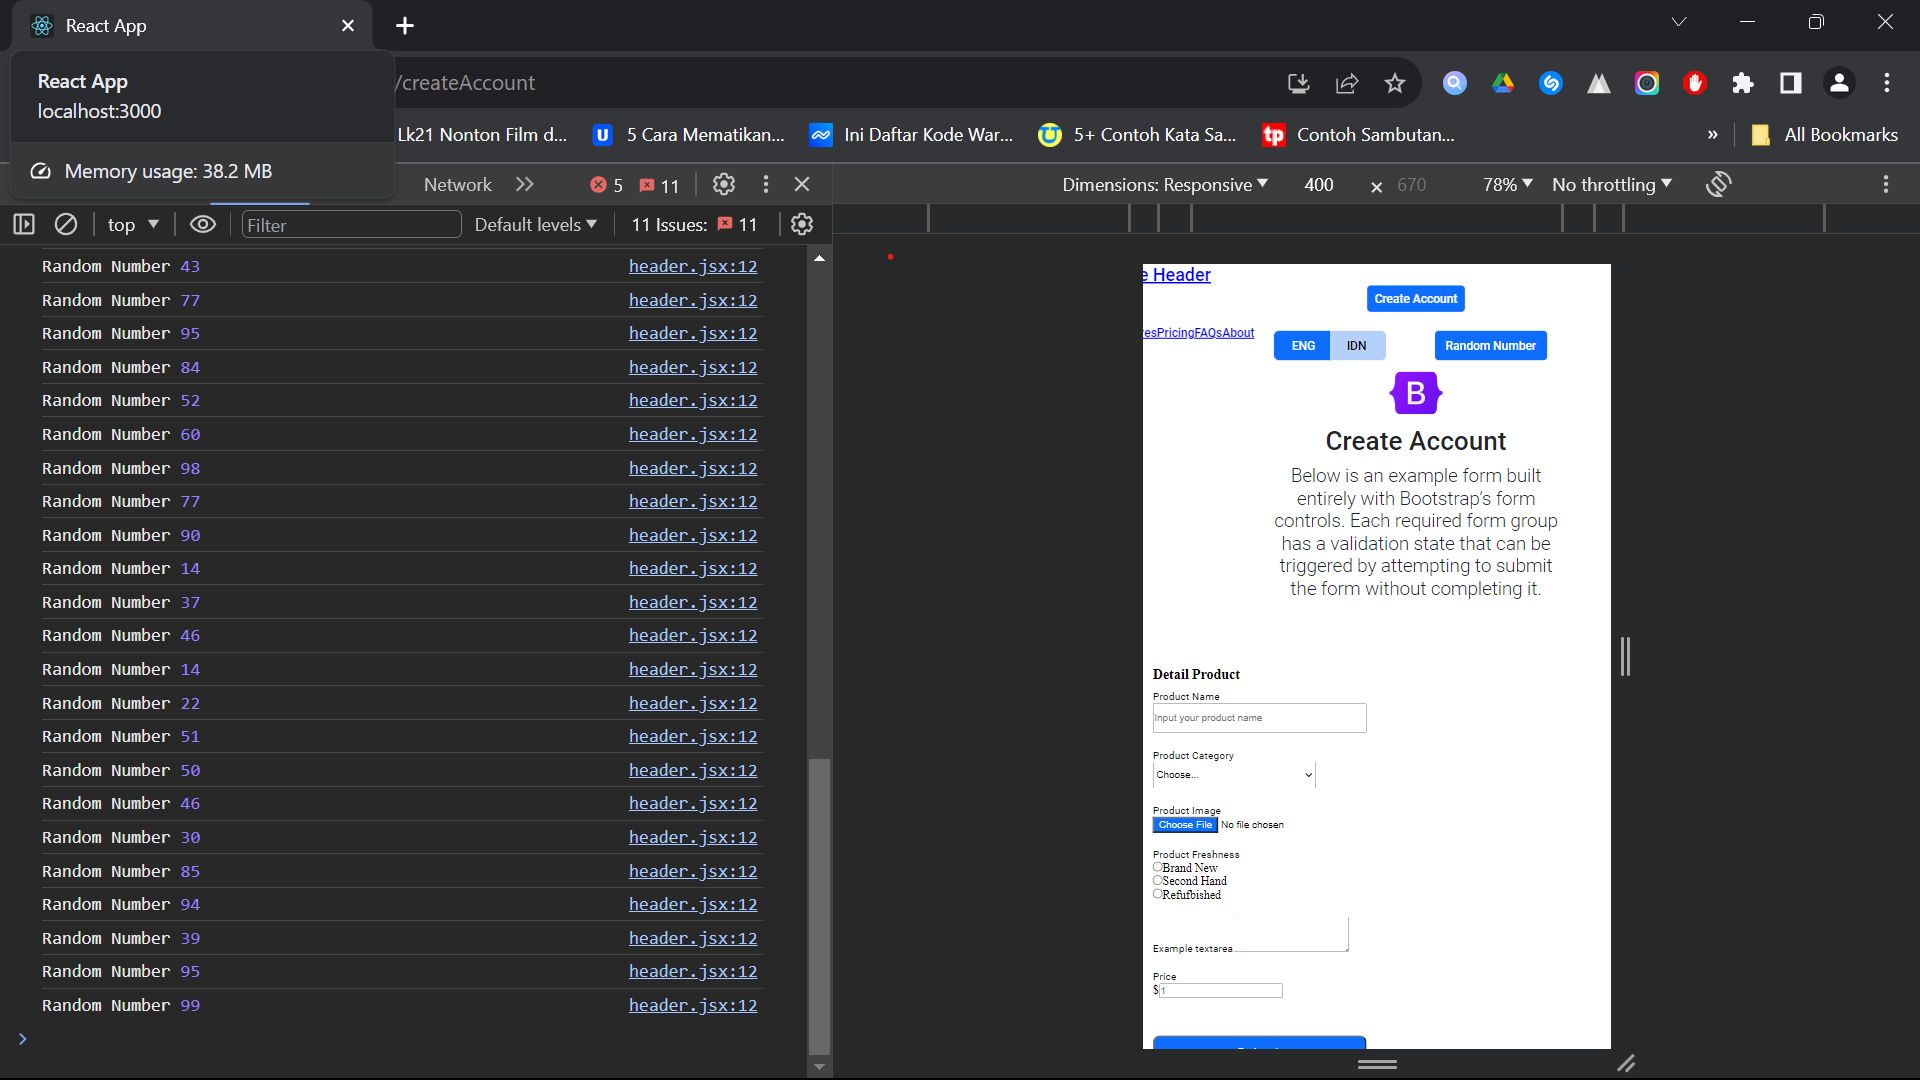 React App
React App
localhost:3000
Memory usage: 38.2 MB
/createAccount
Lk21 Nonton Film d...
U 5 Cara Mematikan...
Ini Daftar Kode War...
5+ Contoh Kata Sa...
tp Contoh Sambutan...
»
All Bookmarks
Network
5
11
Dimensions: Responsive
400
×
670
78%
No throttling
top
Filter
Default levels
11 Issues: 11
Random Number 43 header.jsx:12
Random Number 77 header.jsx:12
Random Number 95 header.jsx:12
Random Number 84 header.jsx:12
Random Number 52 header.jsx:12
Random Number 60 header.jsx:12
Random Number 98 header.jsx:12
Random Number 77 header.jsx:12
Random Number 90 header.jsx:12
Random Number 14 header.jsx:12
Random Number 37 header.jsx:12
Random Number 46 header.jsx:12
Random Number 14 header.jsx:12
Random Number 22 header.jsx:12
Random Number 51 header.jsx:12
Random Number 50 header.jsx:12
Random Number 46 header.jsx:12
Random Number 30 header.jsx:12
Random Number 85 header.jsx:12
Random Number 94 header.jsx:12
Random Number 39 header.jsx:12
Random Number 95 header.jsx:12
Random Number 99 header.jsx:12
e Header
Create Account
esPricingFAQsAbout
ENG
IDN
Random Number
B
Create Account
Below is an example form built
entirely with Bootstrap's form
controls. Each required form group
has a validation state that can be
triggered by attempting to submit
the form without completing it.
Detail Product
Product Name
Input your product name
Product Category
Choose...
Product Image
Choose File No file chosen
Product Freshness
Brand New
Second Hand
Refufbished
Example textarea
Price
$1